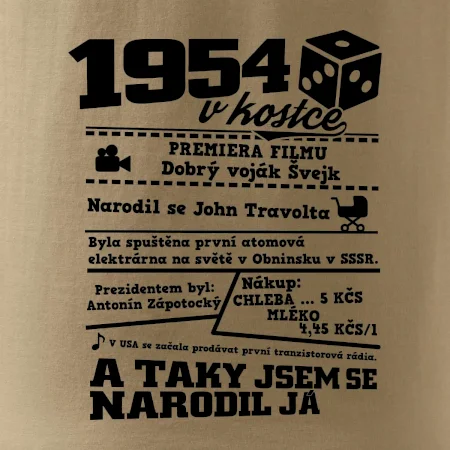 1954
v kostce
PREMIERA FILMU
Dobrý voják Švejk
Narodil se John Travolta
Byla spuštěna první atomová
elektrárna na světě v Obninsku v SSSR.
Prezidentem byl:
Antonín Zápotocký
Nákup:
CHLEBA ... 5 KČS
MLÉKO
4,45 KČS/l
V USA se začala prodávat první tranzistorová rádia.
A TAKY JSEM SE
NARODIL JÁ